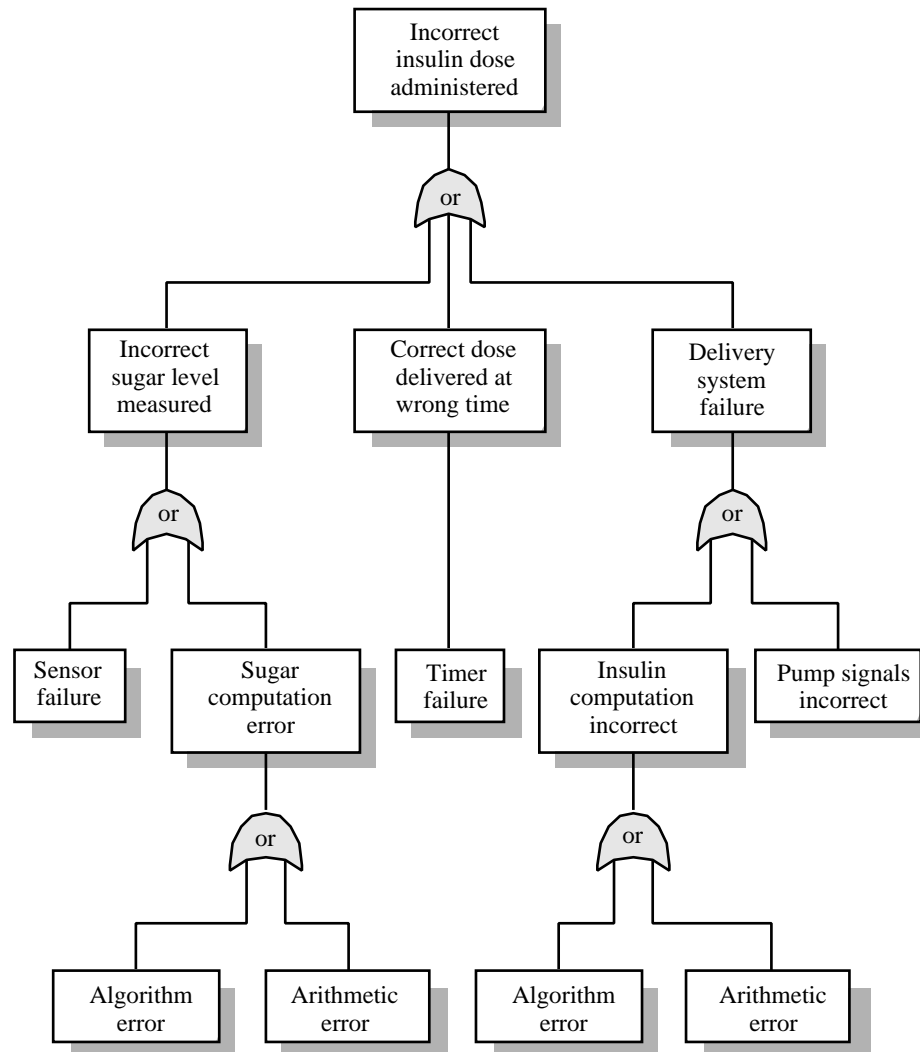 Incorrect
insulin dose
administered
or
Incorrect
sugar level
measured
Correct dose
delivered at
wrong time
Delivery
system
failure
or
or
Sensor
failure
Sugar
computation
error
Timer
failure
Insulin
computation
incorrect
Pump signals
incorrect
or
or
Algorithm
error
Arithmetic
error
Algorithm
error
Arithmetic
error